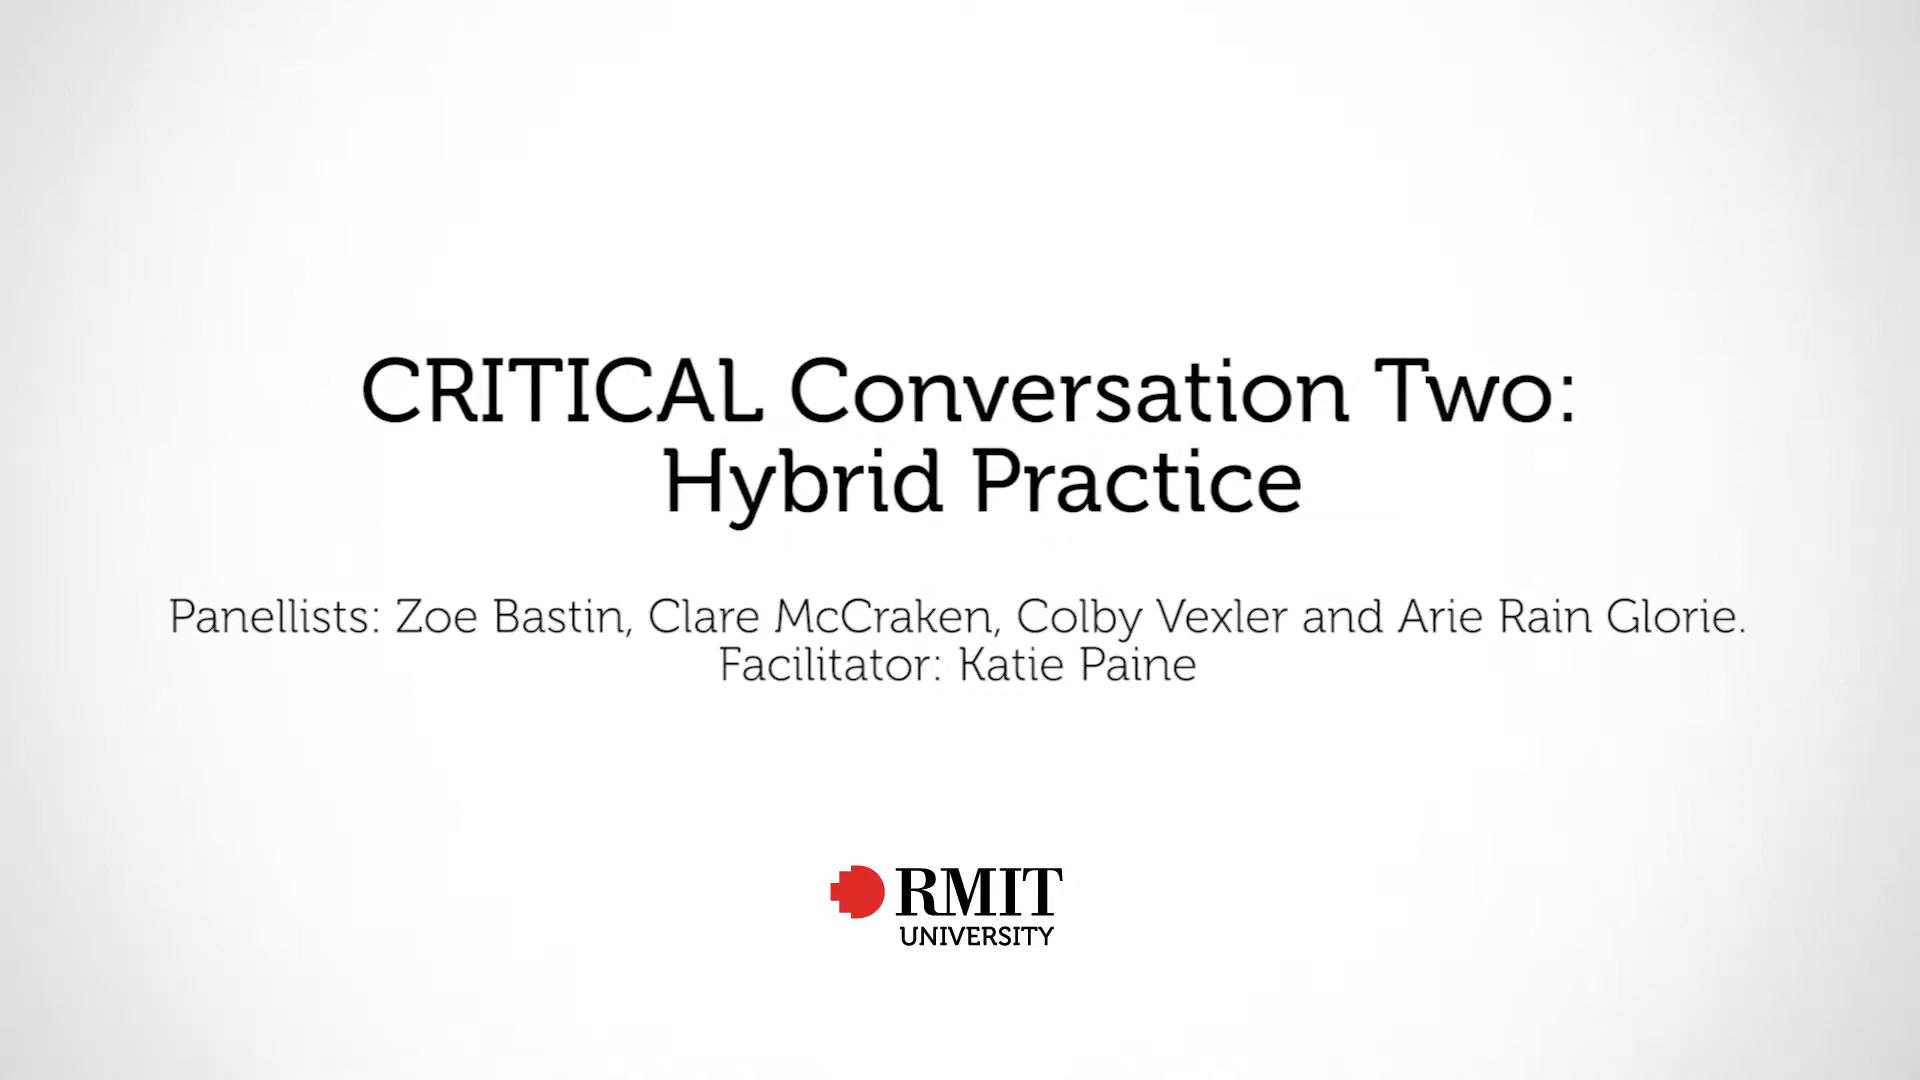 CRITICAL Conversation Two:
Hybrid Practice
Panellists: Zoe Bastin, Clare McCraken, Colby Vexler and Arie Rain Glorie.
Facilitator: Katie Paine
RMIT
UNIVERSITY